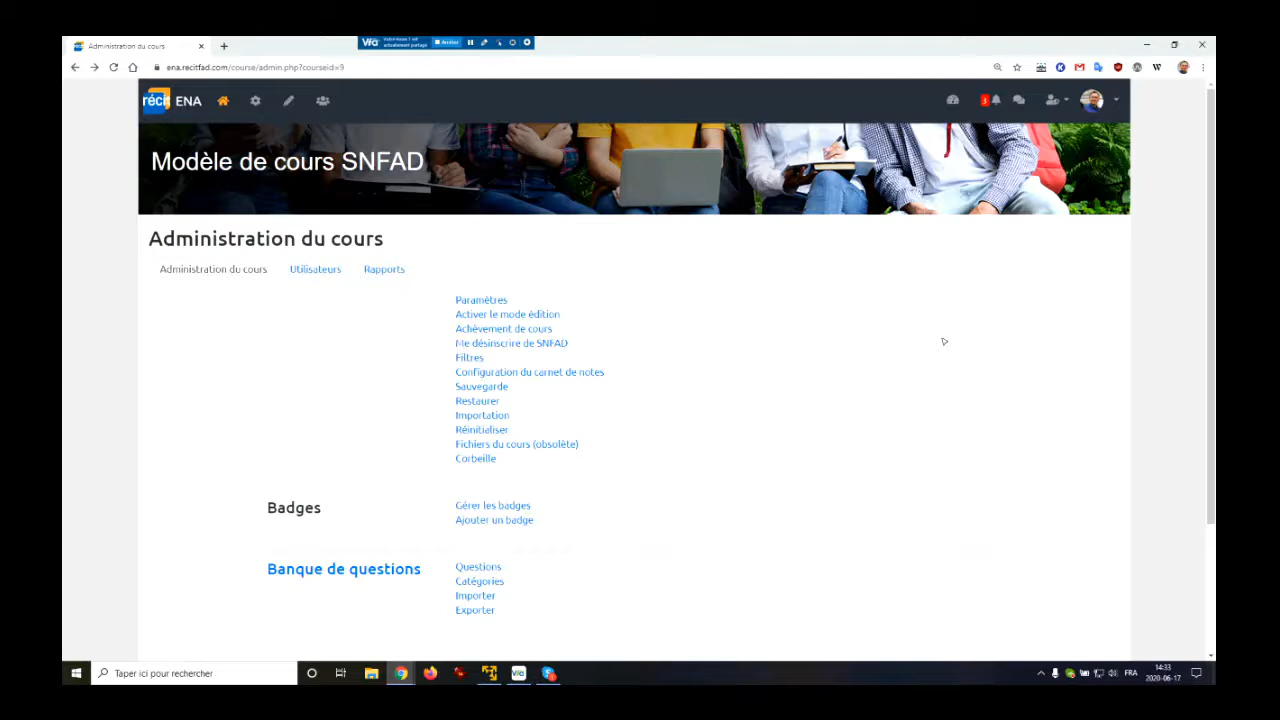 Administration du cours
Via
Arrêter
ena.recitfad.com/course/admin.php?courseid=9
récit ENA
3
Modèle de cours SNFAD
Administration du cours
Administration du cours Utilisateurs Rapports
Paramètres
Activer le mode édition
Achèvement de cours
Me désinscrire de SNFAD
Filtres
Configuration du carnet de notes
Sauvegarde
Restaurer
Importation
Réinitialiser
Fichiers du cours (obsolète)
Corbeille
Badges
Gérer les badges
Ajouter un badge
Banque de questions
Questions
Catégories
Importer
Exporter
Taper ici pour rechercher
Via
FRA
14:33
2020-06-17